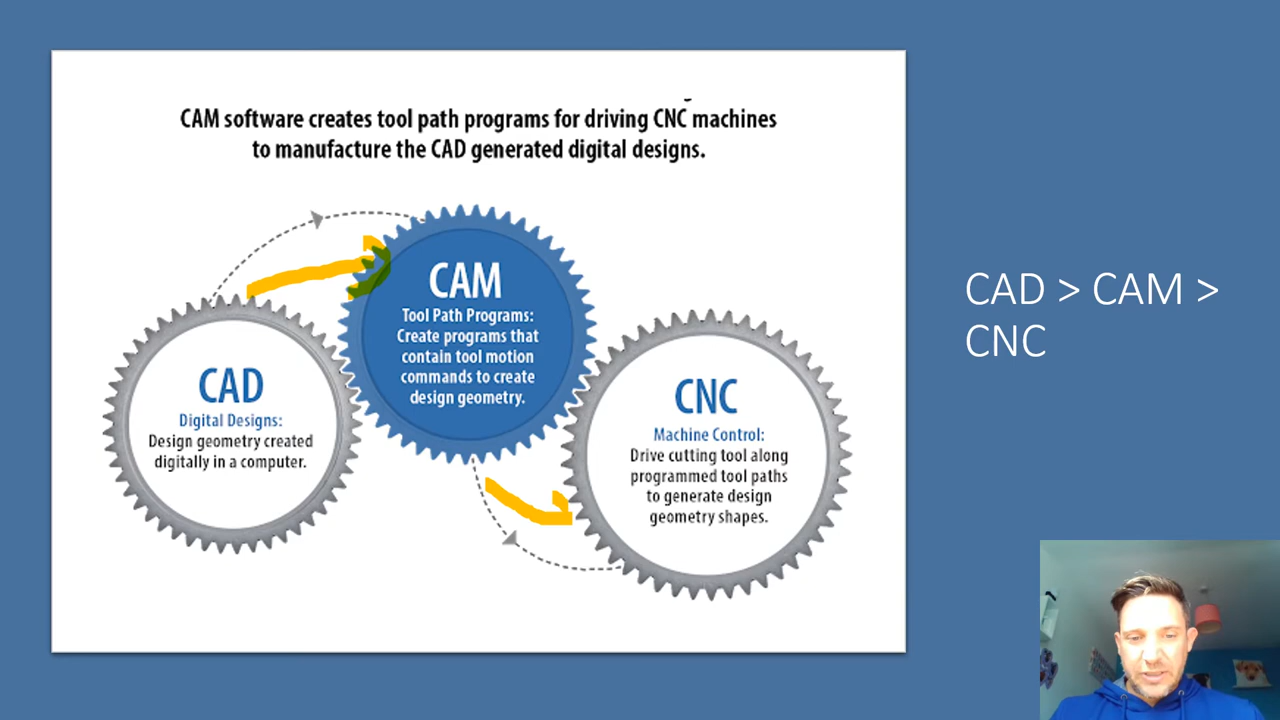 CAM software creates tool path programs for driving CNC machines
to manufacture the CAD generated digital designs.
CAM
Tool Path Programs:
Create programs that
contain tool motion
commands to create
design geometry.
CAD
Digital Designs:
Design geometry created
digitally in a computer.
CNC
Machine Control:
Drive cutting tool along
programmed tool paths
to generate design
geometry shapes.
CAD > CAM >
CNC